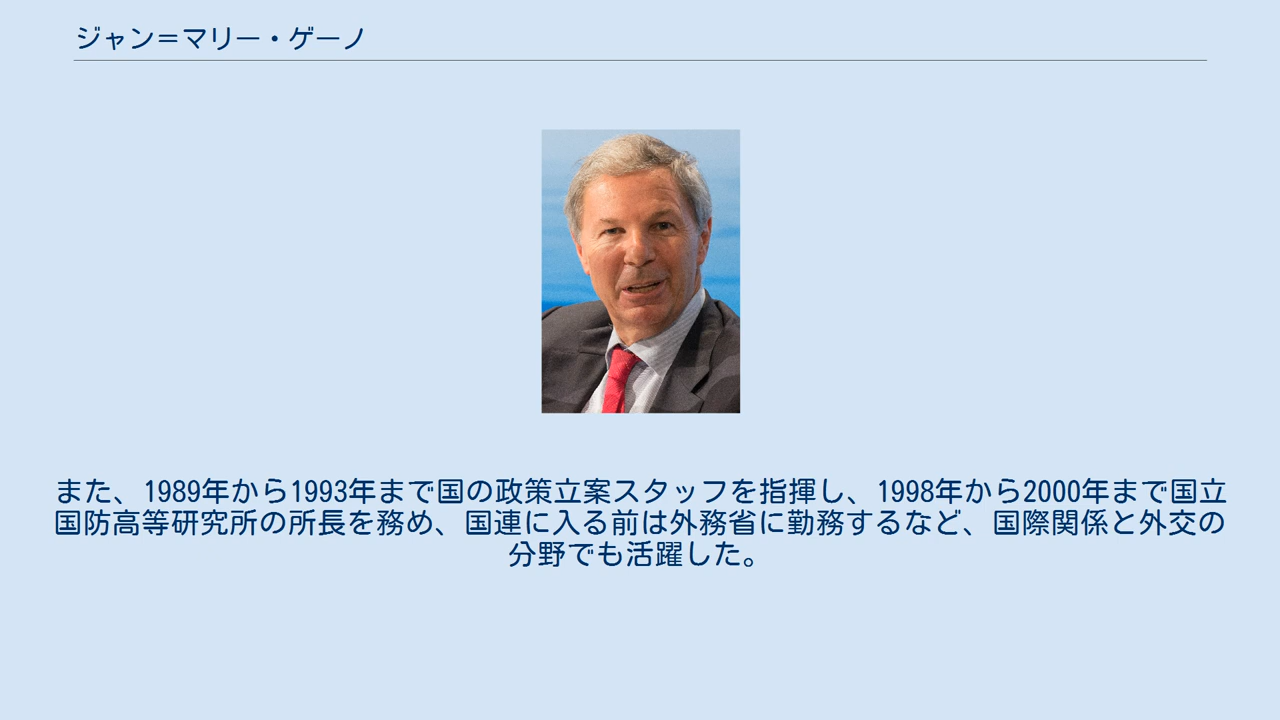 ジャン＝マリー・ゲーノ
また、1989年から1993年まで国の政策立案スタッフを指揮し、1998年から2000年まで国立
国防高等研究所の所長を務め、国連に入る前は外務省に勤務するなど、国際関係と外交の
分野でも活躍した。